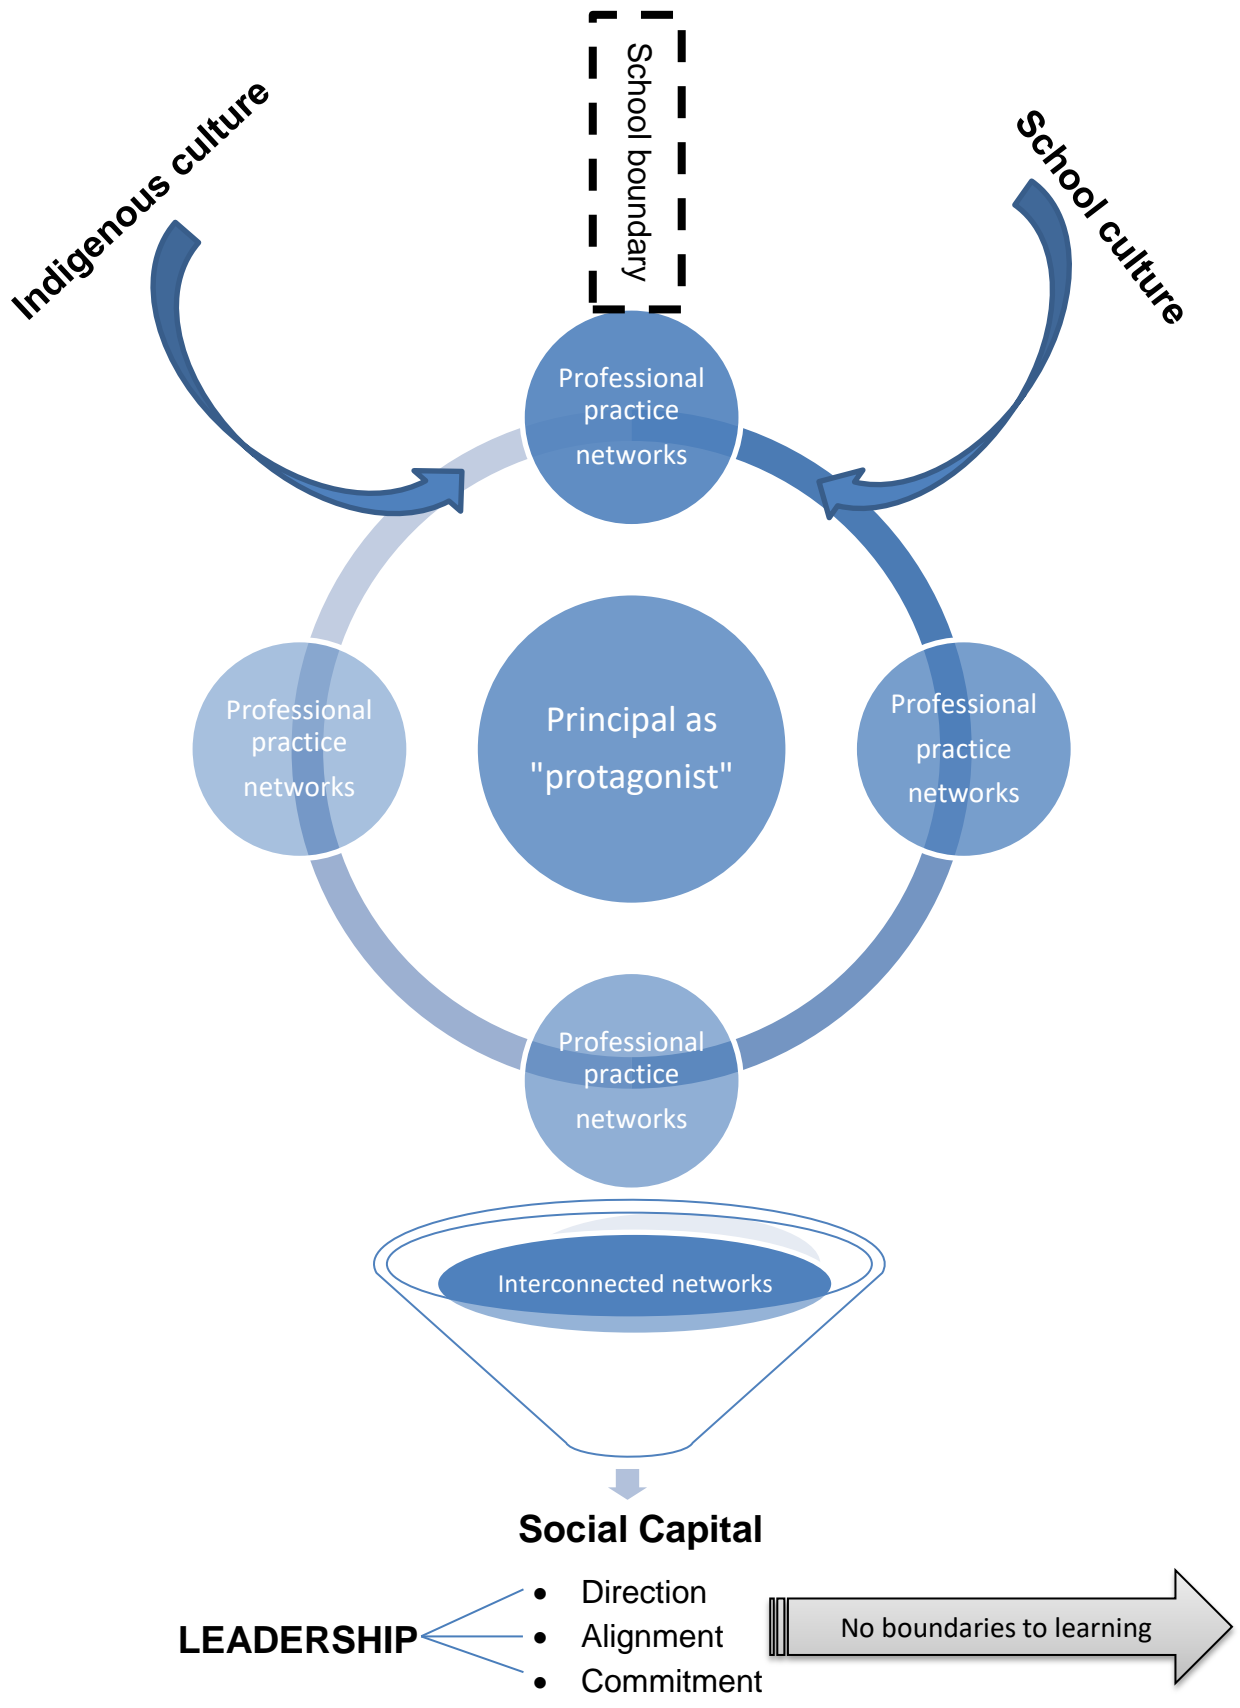 School boundary
Indigenous culture
School culture
Professional
practice
networks
Professional
practice
networks
Principal as
"protagonist"
Professional
practice
networks
Professional
practice
networks
Interconnected networks
Social Capital
• Direction
LEADERSHIP • Alignment
• Commitment
No boundaries to learning